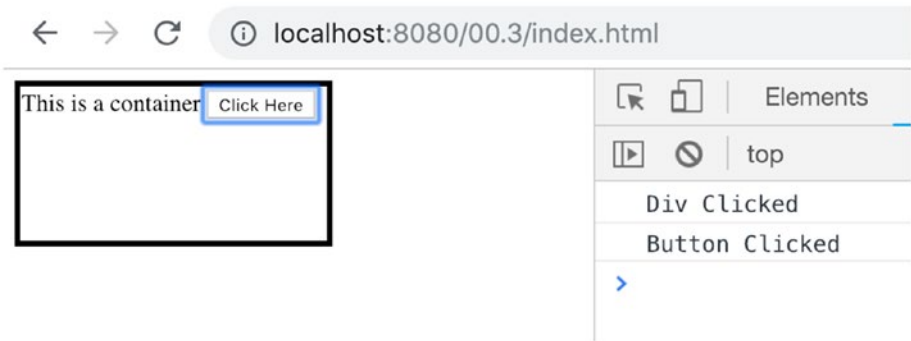 localhost:8080/00.3/index.html
This is a container Click Here
Elements
top
Div Clicked
Button Clicked